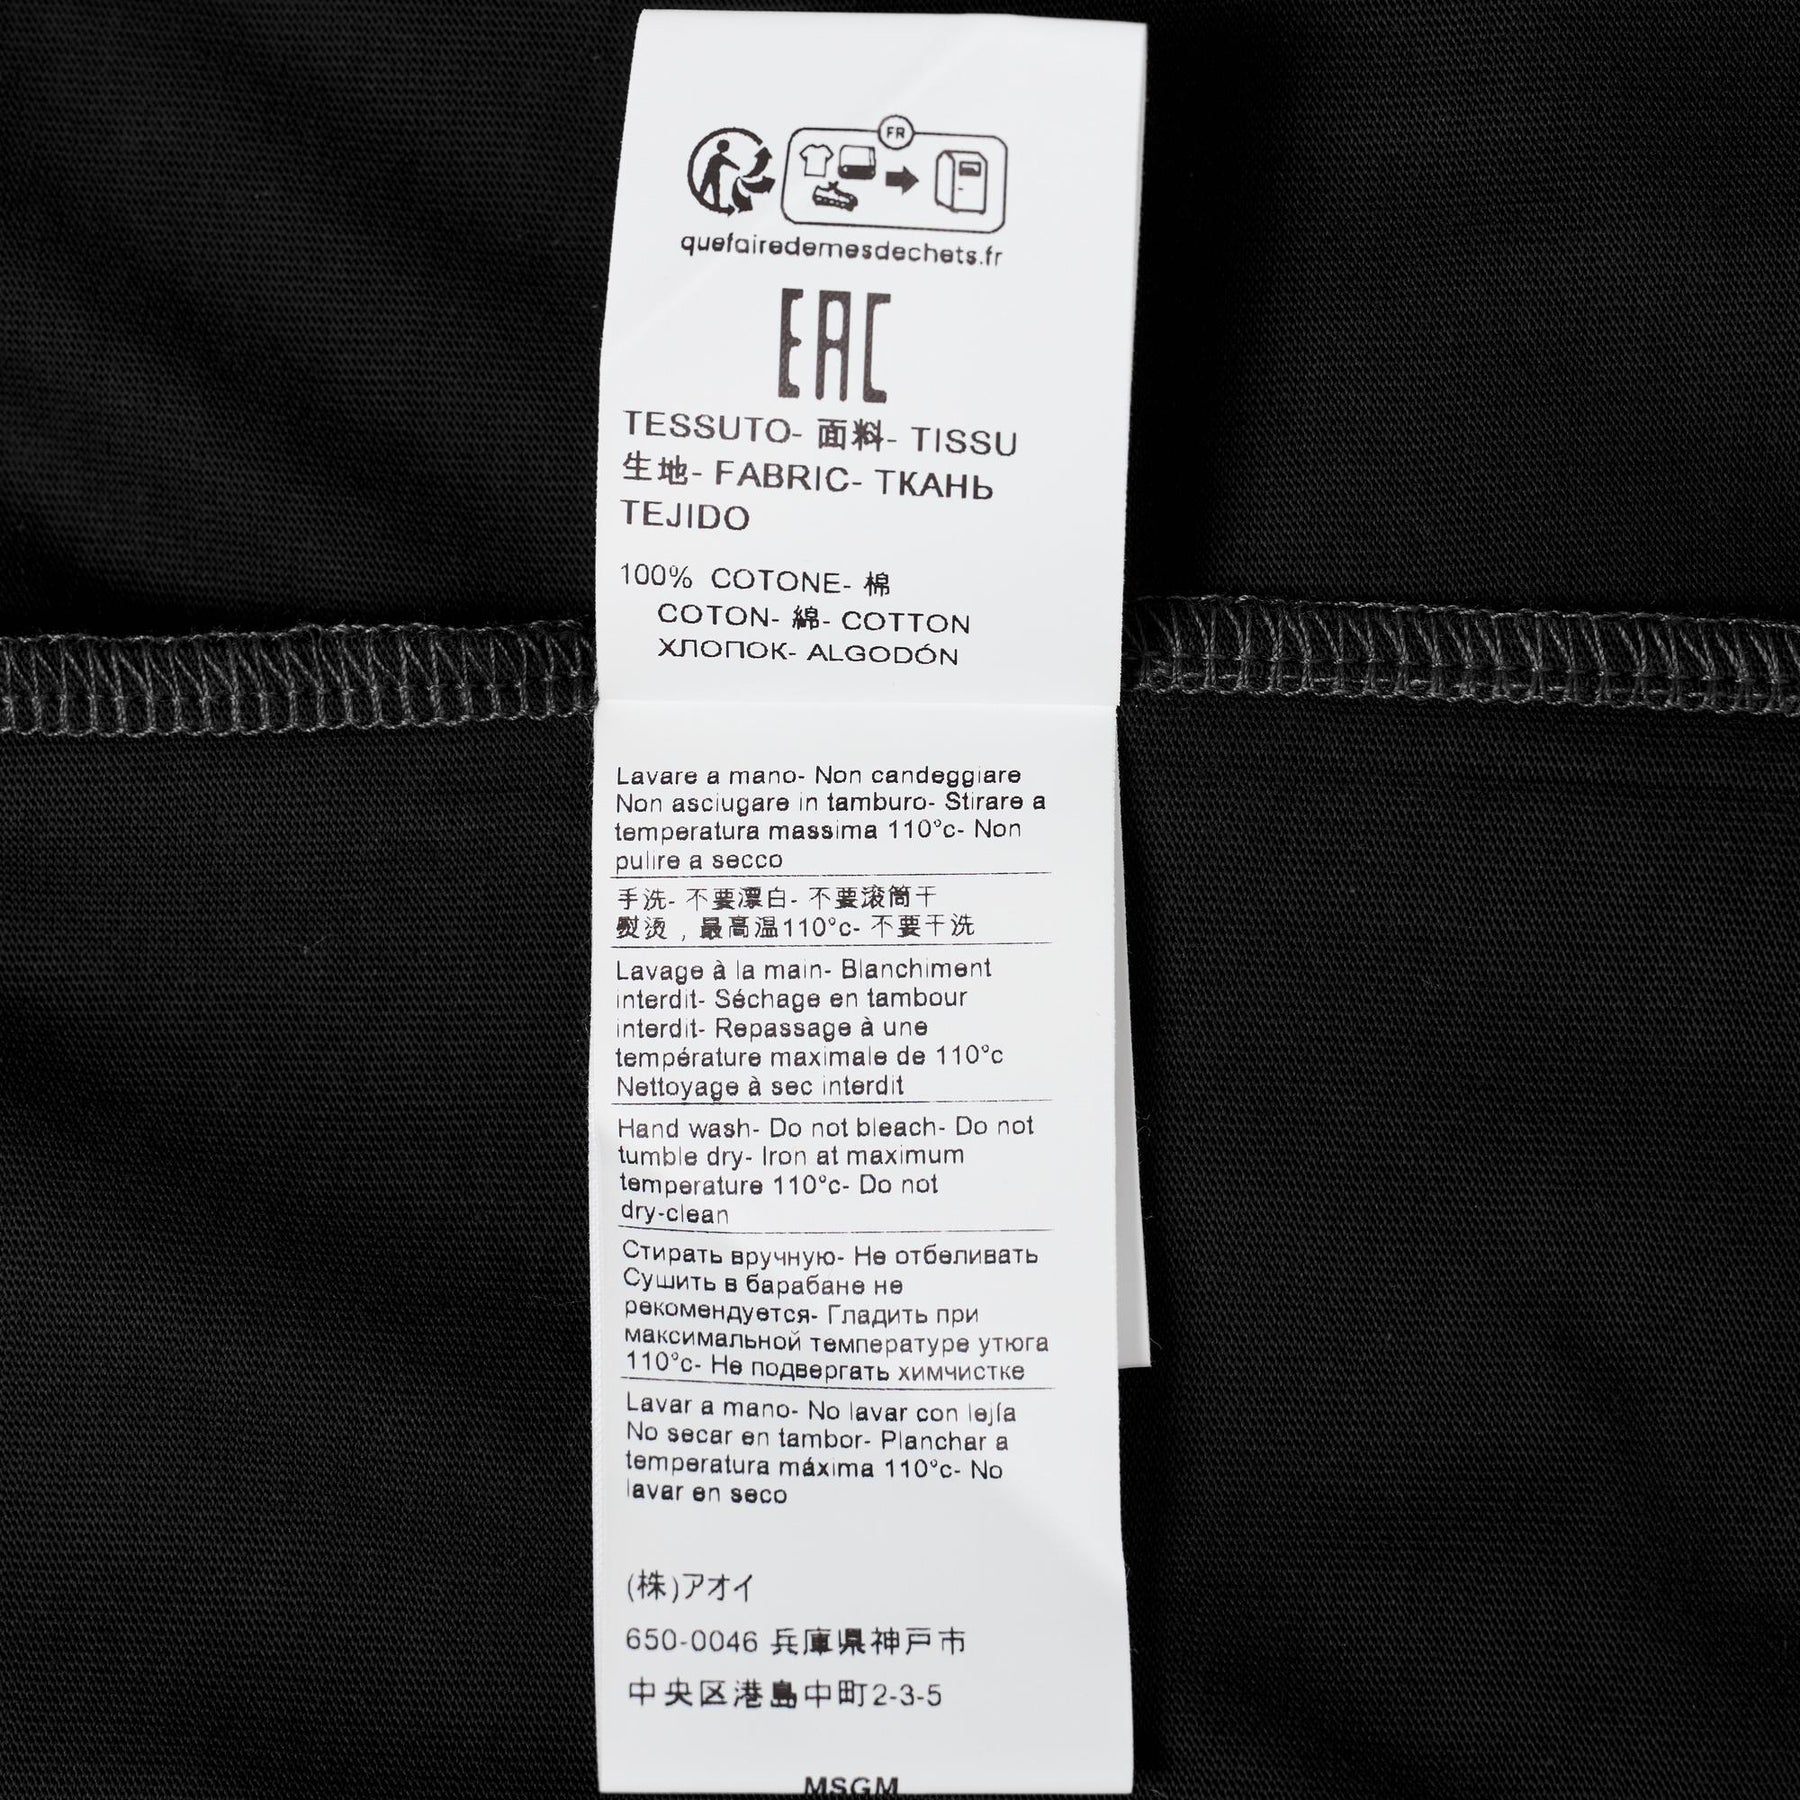 FR
quefairedemesdechets.fr
EAC
TESSUTO- 面料- TISSU
生地- FABRIC- ТКАНЬ
TEJIDO
100% COTONE- 棉
COTON- 綿- COTTON
ХЛОПОК- ALGODÓN
Lavare a mano- Non candeggiare
Non asciugare in tamburo- Stirare a
temperatura massima 110°c- Non
pulire a secco
手洗- 不要漂白- 不要滚筒干
熨烫，最高温110°c- 不要干洗
Lavage à la main- Blanchiment
interdit- Séchage en tambour
interdit- Repassage à une
température maximale de 110°c
Nettoyage à sec interdit
Hand wash- Do not bleach- Do not
tumble dry- Iron at maximum
temperature 110°c- Do not
dry-clean
Стирать вручную- Не отбеливать
Сушить в барабане не
рекомендуется- Гладить при
максимальной температуре утюга
110°c- Не подвергать химчистке
Lavar a mano- No lavar con lejía
No secar en tambor- Planchar a
temperatura máxima 110°c- No
lavar en seco
(株)アオイ
650-0046 兵庫県神戸市
中央区港島中町2-3-5
MSGM